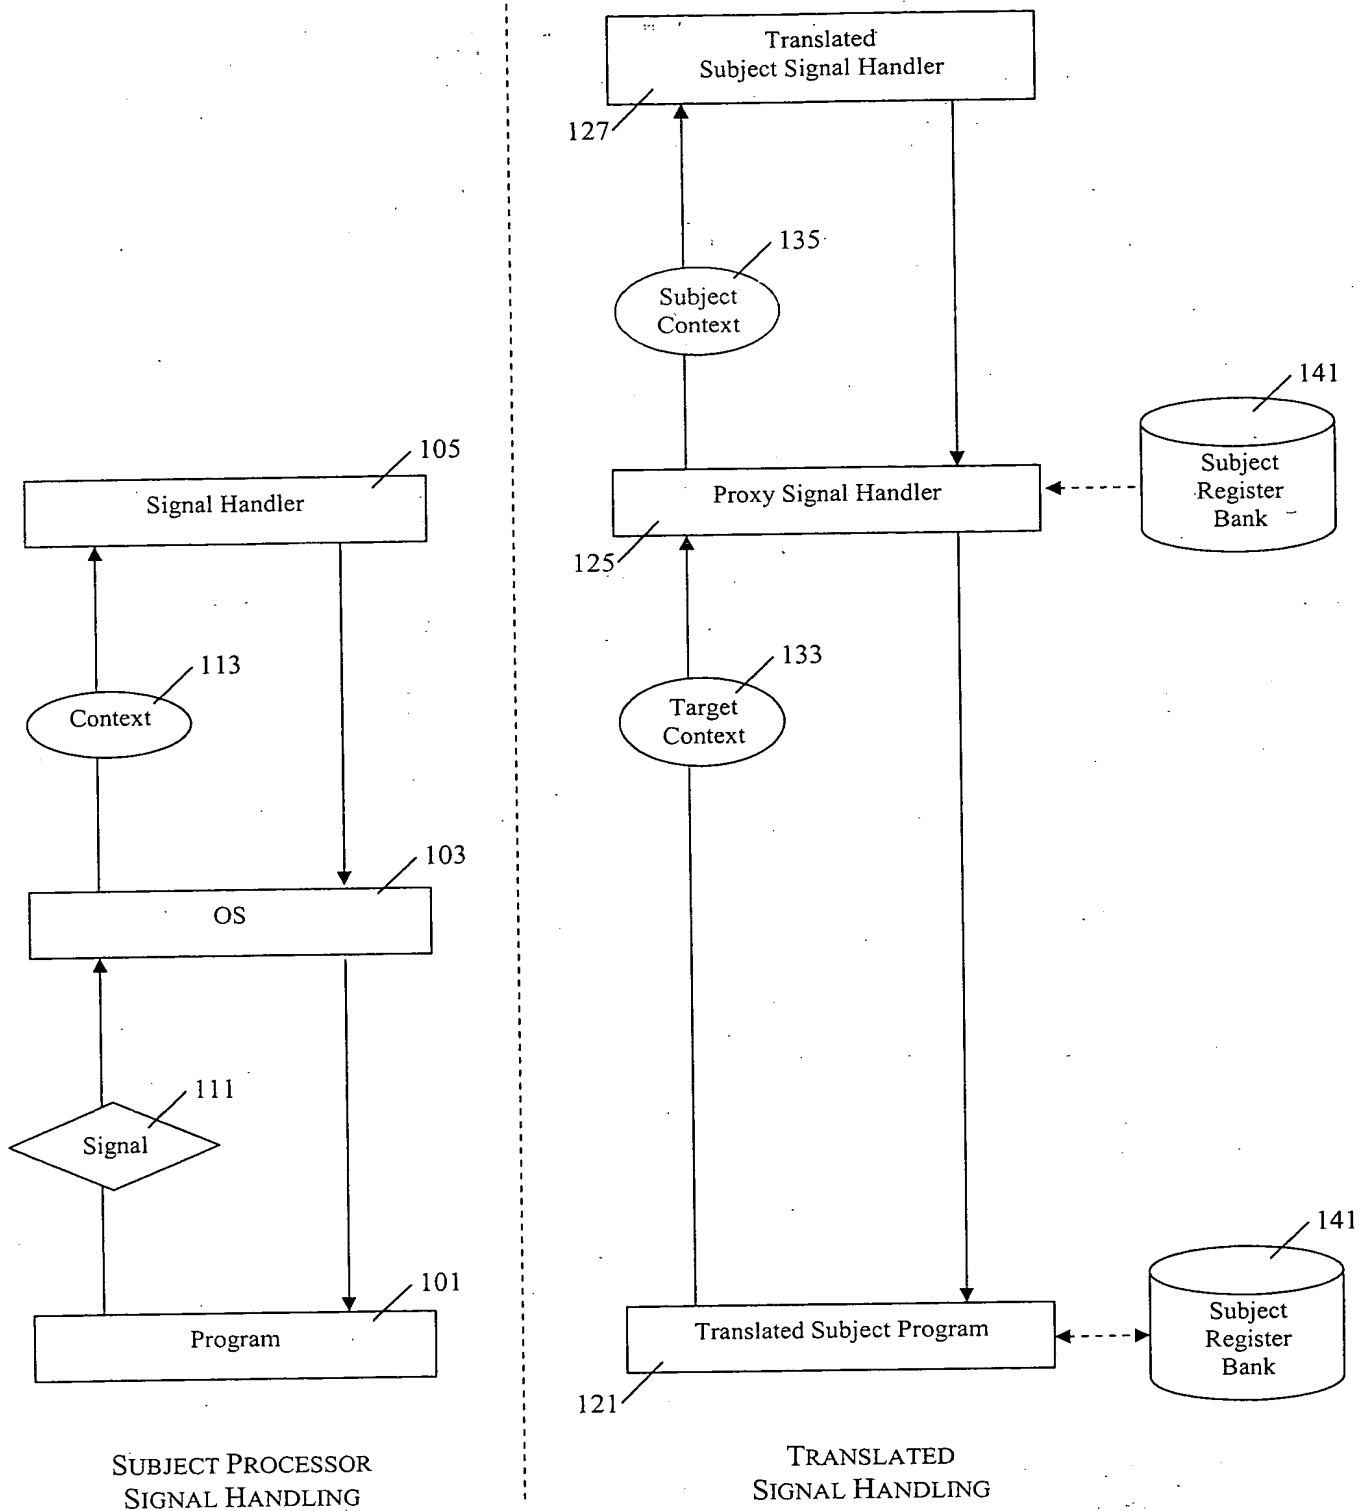 Translated
Subject Signal Handler
127
135
Subject
Context
141
Subject
Register
Bank
105
Signal Handler
Proxy Signal Handler
125
113
Context
133
Target
Context
103
OS
111
Signal
141
Subject
Register
Bank
101
Program
Translated Subject Program
121
SUBJECT PROCESSOR
SIGNAL HANDLING
TRANSLATED
SIGNAL HANDLING